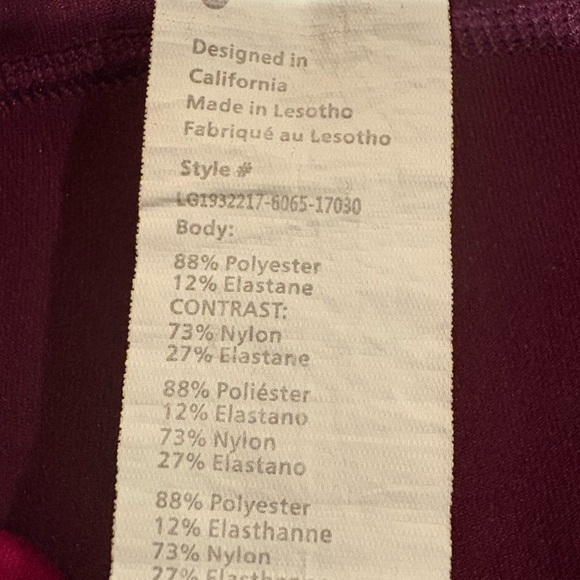 Designed in
California
Made in Lesotho
Fabriqué au Lesotho
Style #
LG1932217-6065-17030
Body:
88% Polyester
12% Elastane
CONTRAST:
73% Nylon
27% Elastane
88% Poliéster
12% Elastano
73% Nylon
27% Elastano
88% Polyester
12% Elasthanne
73% Nylon
27%